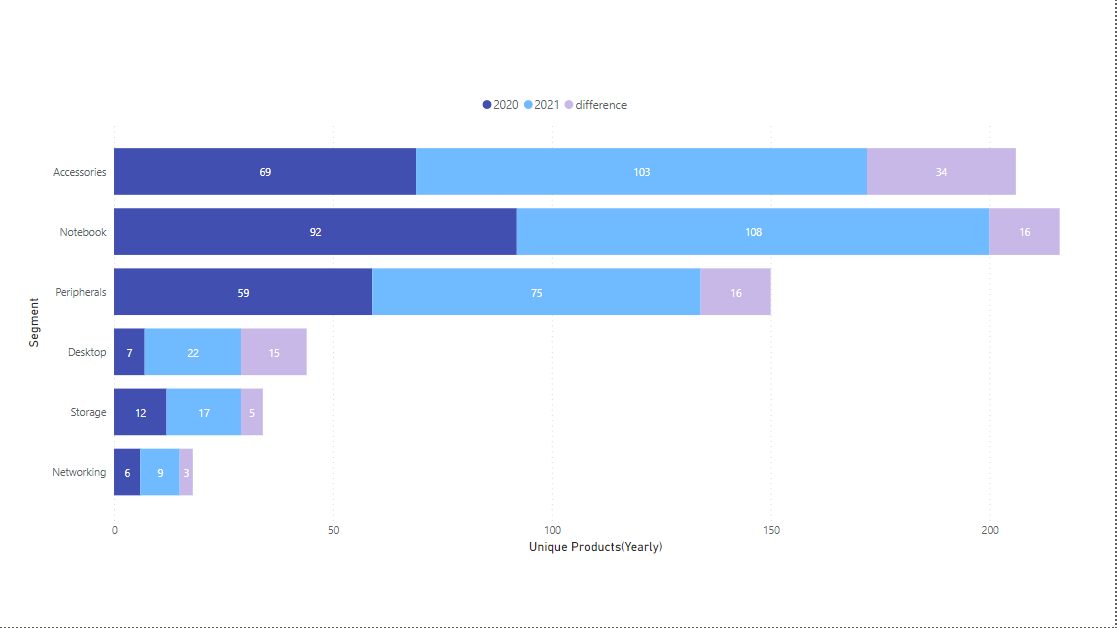 2020 2021 difference
Accessories 69 103 34
Notebook 92 108 16
Peripherals 59 75 16
Segment
Desktop 7 22 15
Storage 12 17 5
Networking 6 9 3
0 50 100 150 200
Unique Products(Yearly)